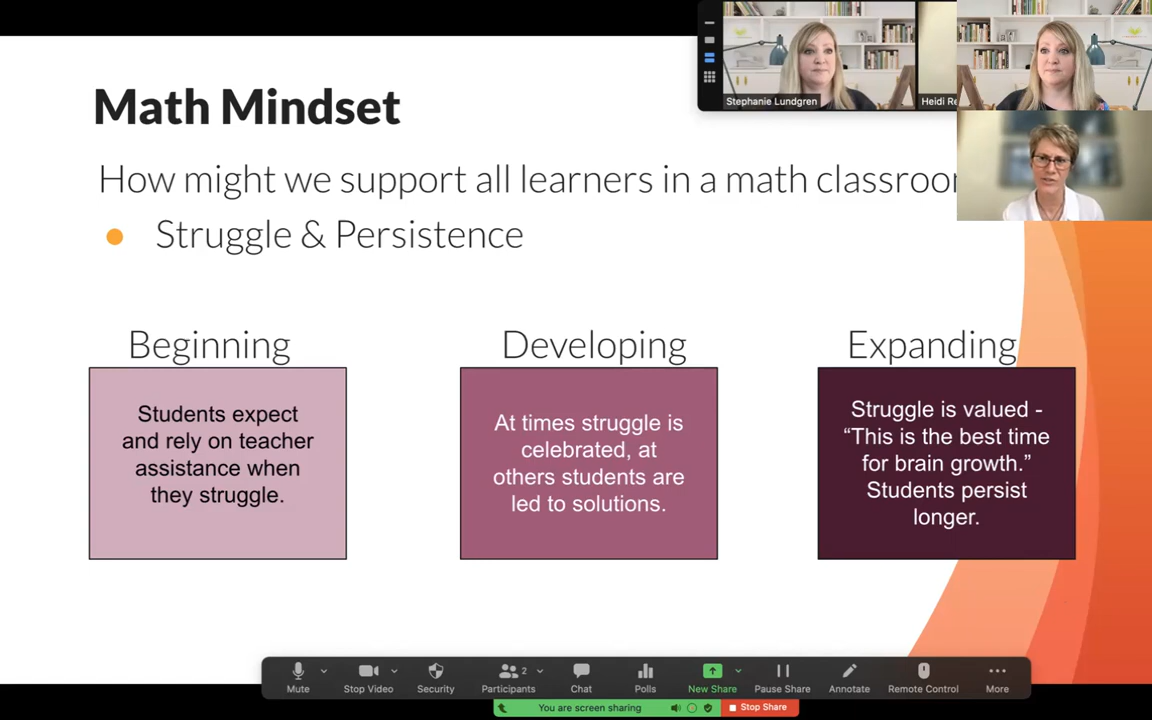 Math Mindset
How might we support all learners in a math
Struggle & Persistence
Beginning
Students expect
and rely on teacher
assistance when
they struggle.
Developing
At times struggle is
celebrated, at
others students are
led to solutions.
Expanding
Struggle is valued -
“This is the best time
for brain growth.”
Students persist
longer.
Stephanie Lundgren
Heidi
Mute
Stop Video
Security
Participants
2
Chat
Polls
New Share
Pause Share
Annotate
Remote Control
More
You are screen sharing
Stop Share